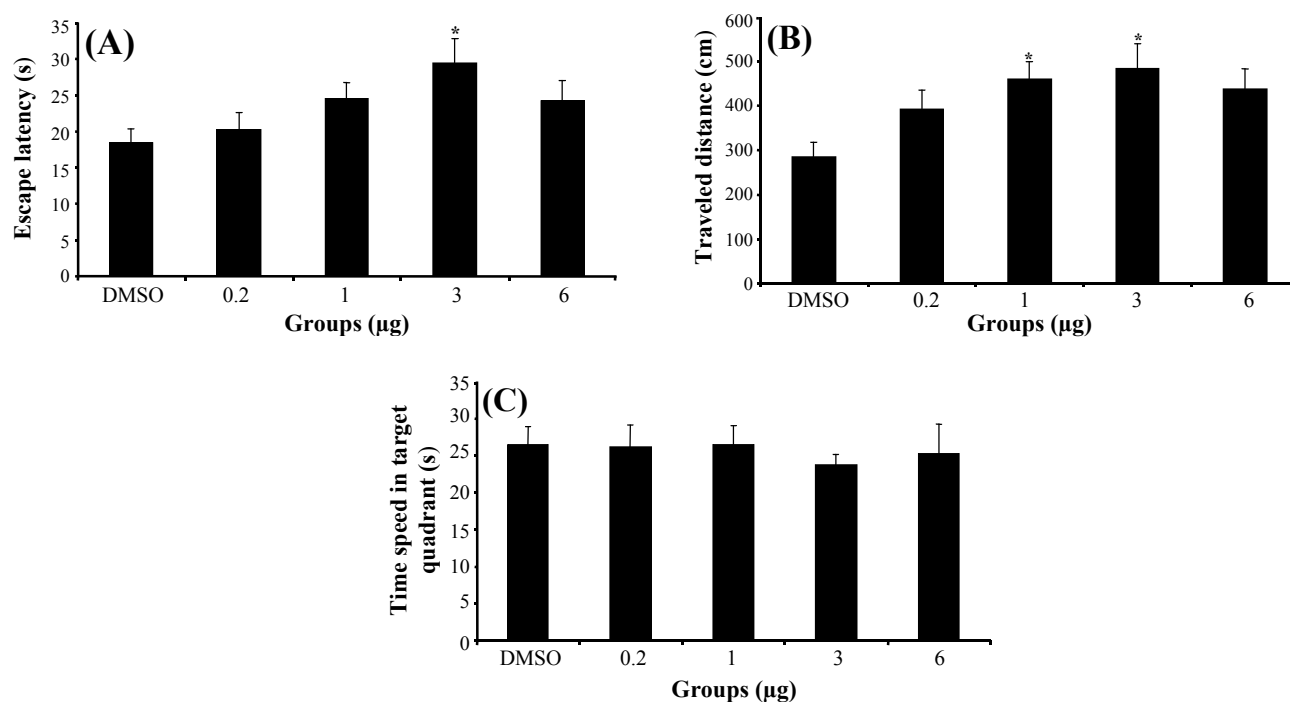 (A)
Escape latency (s)
35
30
25
20
15
10
5
0
*
DMSO 0.2 1 3 6
Groups (µg)
(B)
Traveled distance (cm)
600
500
400
300
200
100
0
* *
DMSO 0.2 1 3 6
Groups (µg)
(C)
Time speed in target
quadrant (s)
35
30
25
20
15
10
5
0
DMSO 0.2 1 3 6
Groups (µg)